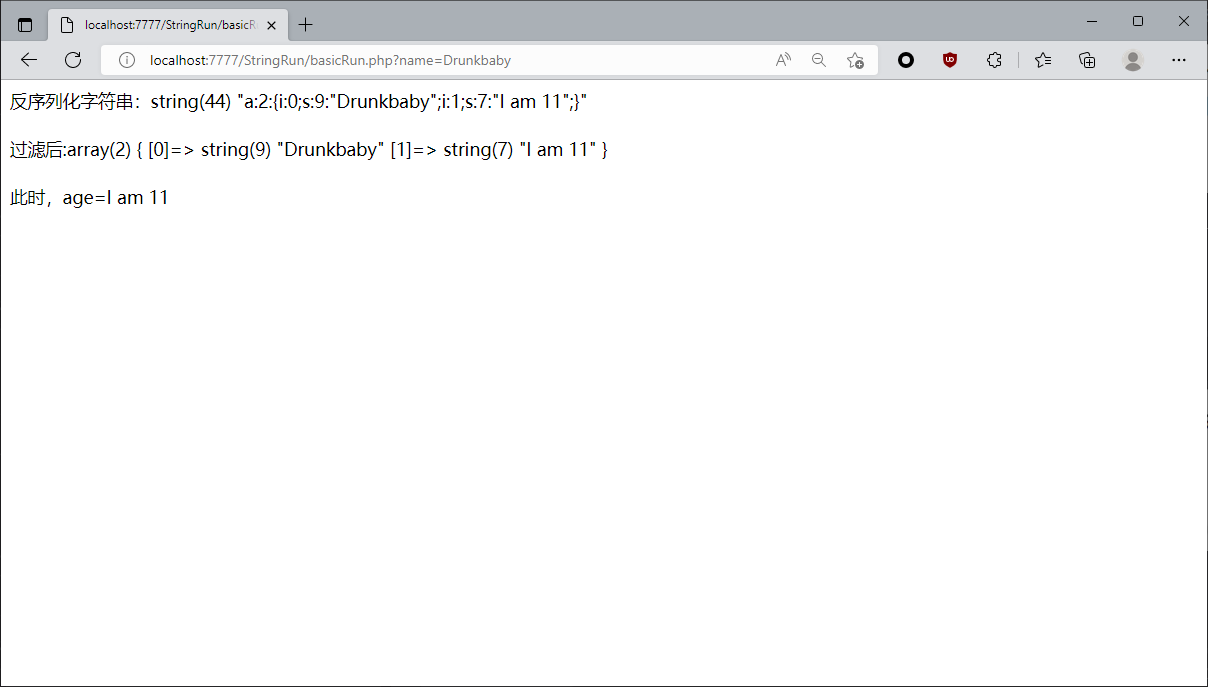 localhost:7777/StringRun/basicR
localhost:7777/StringRun/basicRun.php?name=Drunkbaby
反序列化字符串：string(44) "a:2:{i:0;s:9:"Drunkbaby";i:1;s:7:"I am 11";}"
过滤后:array(2) { [0]=> string(9) "Drunkbaby" [1]=> string(7) "I am 11" }
此时，age=I am 11